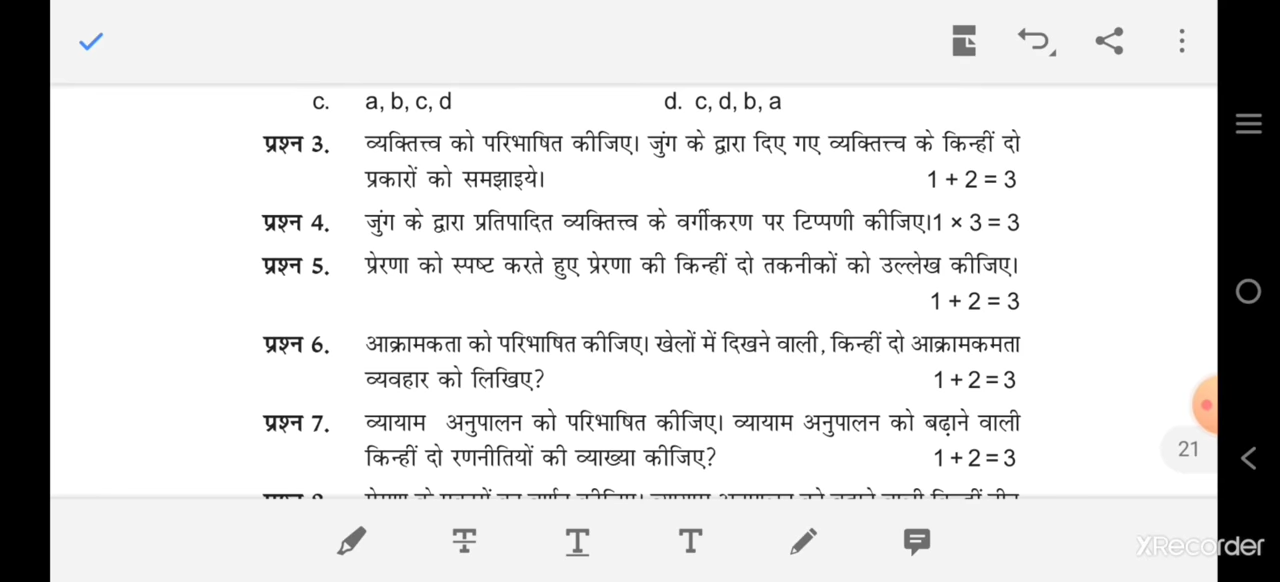 c. a, b, c, d d. c, d, b, a
प्रश्न 3. व्यक्तित्त्व को परिभाषित कीजिए। जुंग के द्वारा दिए गए व्यक्तित्त्व के किन्हीं दो
प्रकारों को समझाइये। 1 + 2 = 3
प्रश्न 4. जुंग के द्वारा प्रतिपादित व्यक्तित्त्व के वर्गीकरण पर टिप्पणी कीजिए।1 × 3 = 3
प्रश्न 5. प्रेरणा को स्पष्ट करते हुए प्रेरणा की किन्हीं दो तकनीकों को उल्लेख कीजिए।
1 + 2 = 3
प्रश्न 6. आक्रामकता को परिभाषित कीजिए। खेलों में दिखने वाली, किन्हीं दो आक्रामकमता
व्यवहार को लिखिए? 1 + 2 = 3
प्रश्न 7. व्यायाम अनुपालन को परिभाषित कीजिए। व्यायाम अनुपालन को बढ़ाने वाली
किन्हीं दो रणनीतियों की व्याख्या कीजिए? 1 + 2 = 3
21
T T T
XRecorder